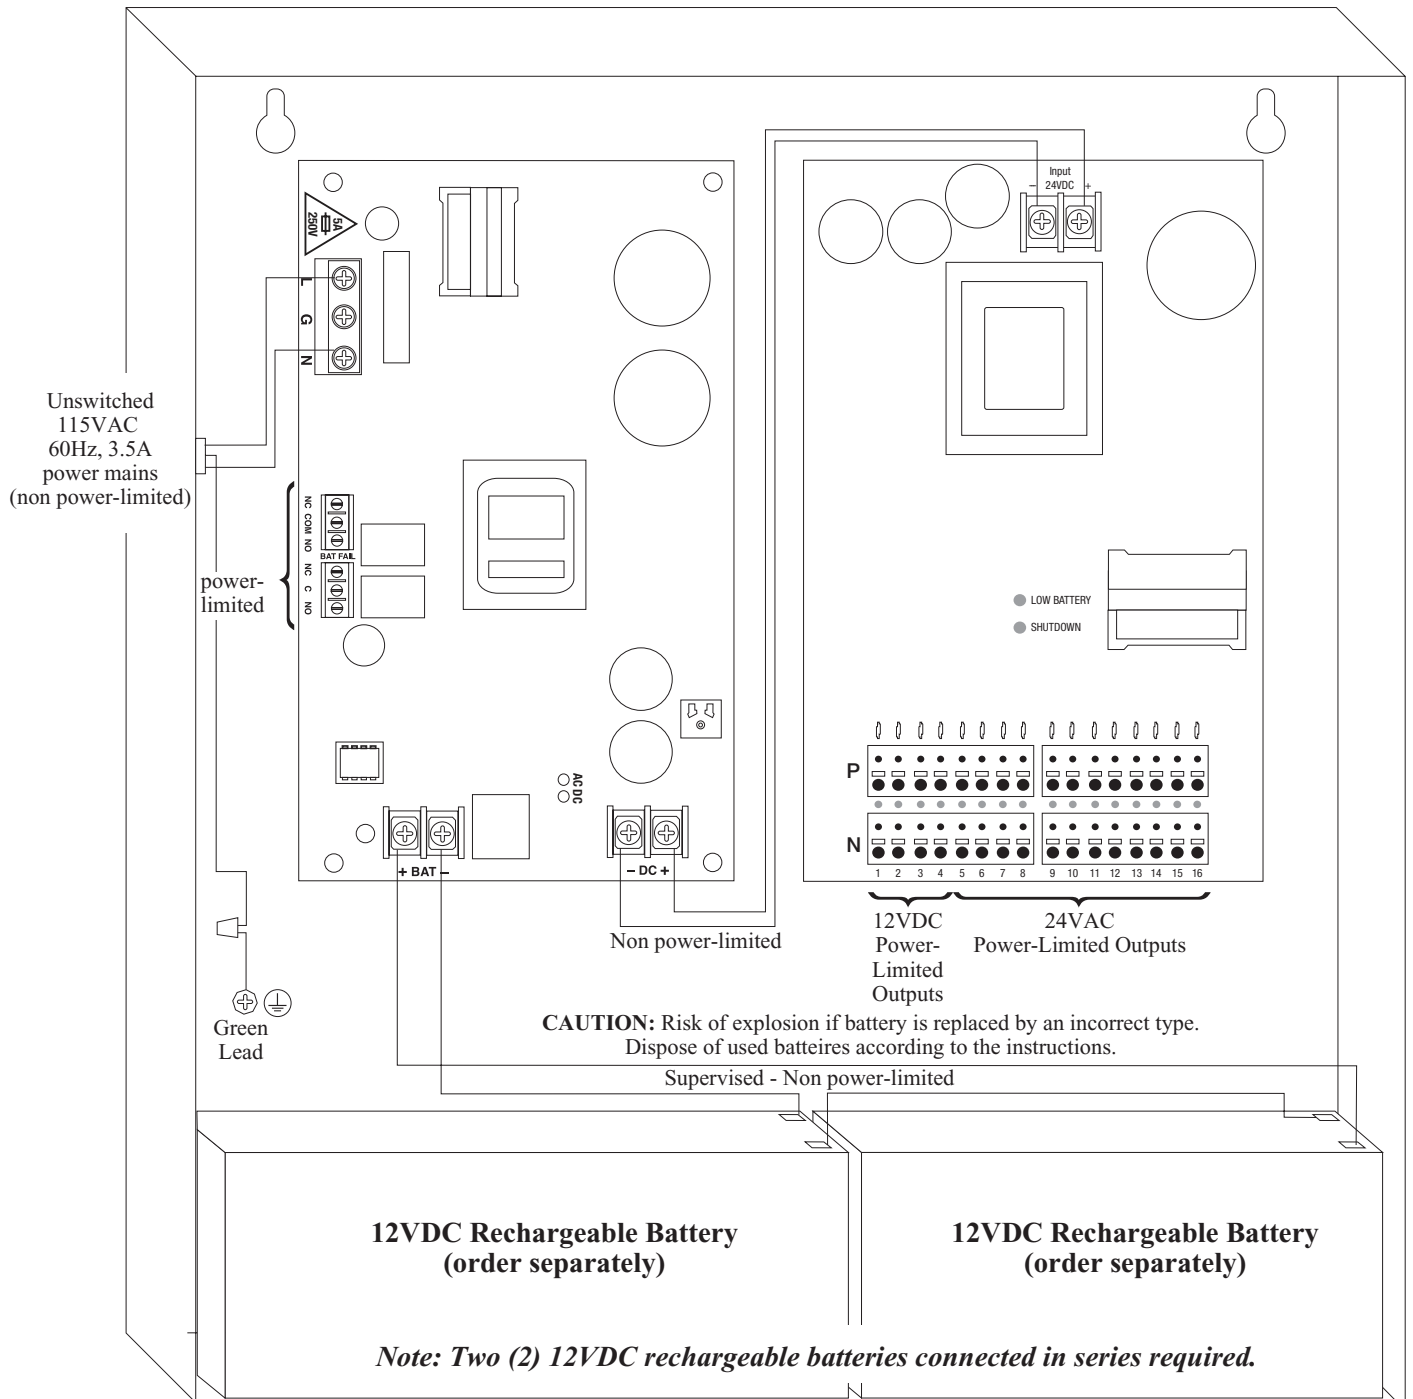 Input
- 24VDC +
5A
250V
L
G
N
Unswitched
115VAC
60Hz, 3.5A
power mains
(non power-limited)
NC COM NO
BAT FAIL
NC C NO
power-
limited
LOW BATTERY
SHUTDOWN
AC DC
+ BAT -
- DC +
P
N
1 2 3 4 5 6 7 8 9 10 11 12 13 14 15 16
Non power-limited
12VDC
Power-
Limited
Outputs
24VAC
Power-Limited Outputs
Green
Lead
CAUTION: Risk of explosion if battery is replaced by an incorrect type.
Dispose of used batteires according to the instructions.
Supervised - Non power-limited
12VDC Rechargeable Battery
(order separately)
12VDC Rechargeable Battery
(order separately)
Note: Two (2) 12VDC rechargeable batteries connected in series required.